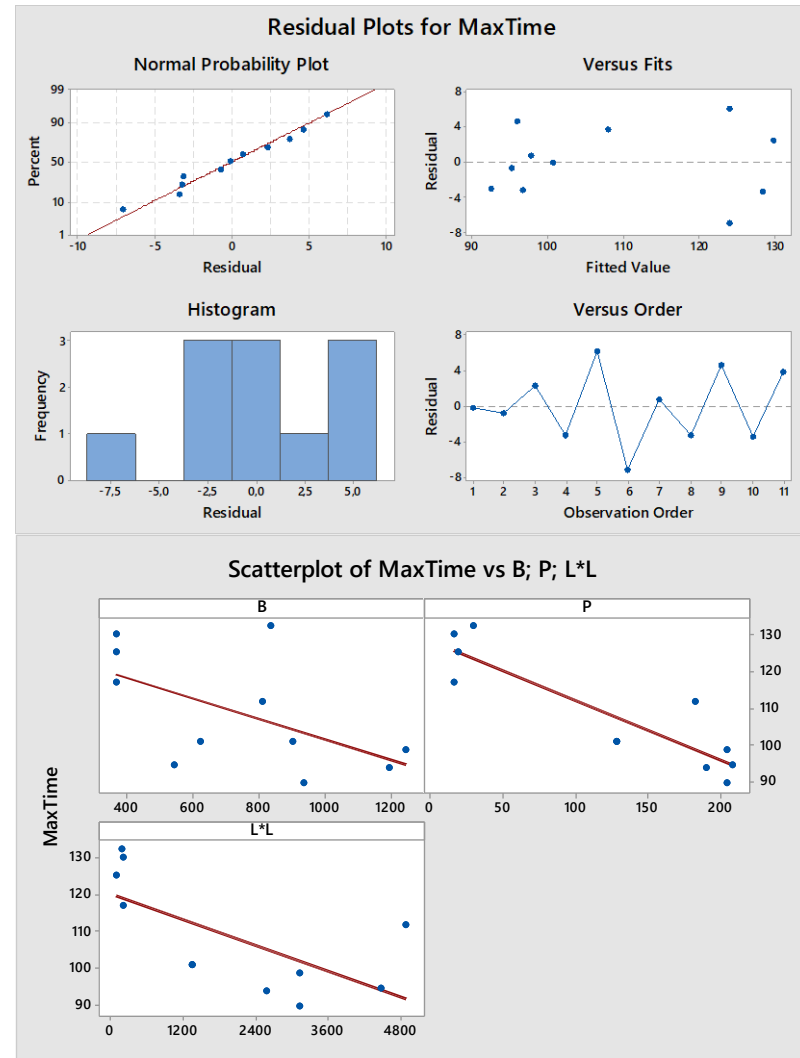 Residual Plots for MaxTime
Normal Probability Plot
Percent
99
90
50
10
1
-10 -5 0 5 10
Residual
Versus Fits
Residual
8
4
0
-4
-8
90 100 110 120 130
Fitted Value
Histogram
Frequency
3
2
1
0
-7,5 -5,0 -2,5 0,0 2,5 5,0
Residual
Versus Order
Residual
8
4
0
-4
-8
1 2 3 4 5 6 7 8 9 10 11
Observation Order
Scatterplot of MaxTime vs B; P; L*L
MaxTime
B
400 600 800 1000 1200
P
130
120
110
100
90
0 50 100 150 200
L*L
130
120
110
100
90
0 1200 2400 3600 4800